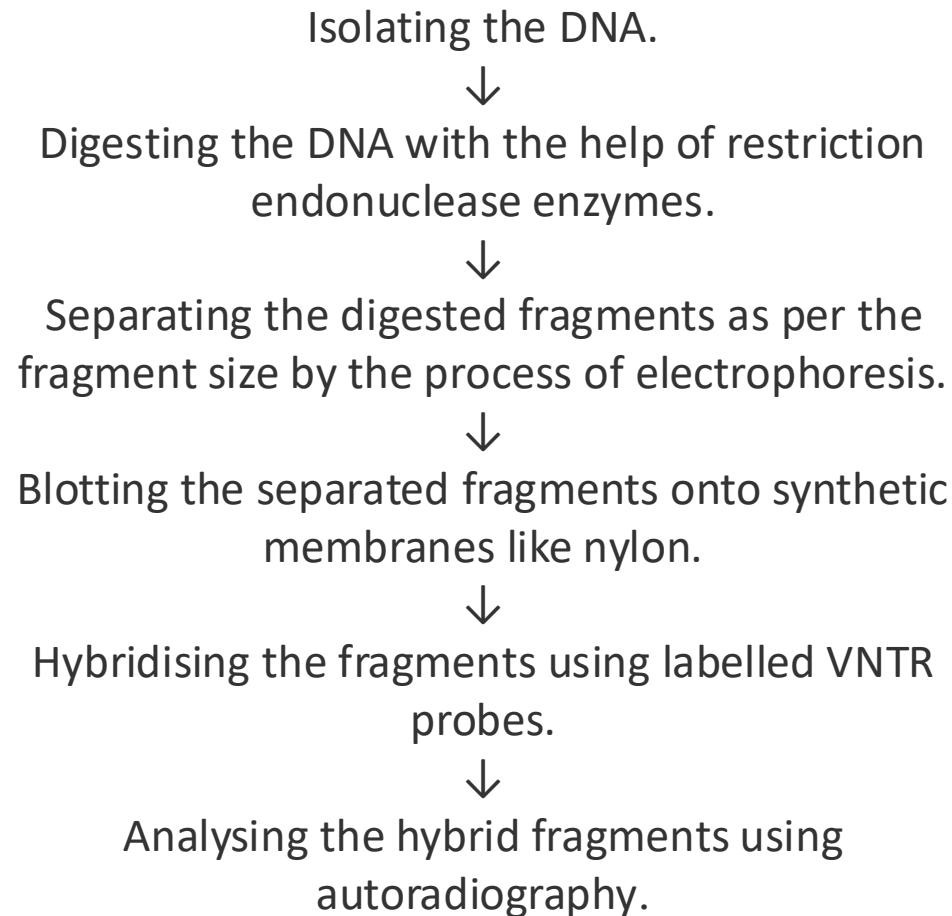 Isolating the DNA.
↓
Digesting the DNA with the help of restriction
endonuclease enzymes.
↓
Separating the digested fragments as per the
fragment size by the process of electrophoresis.
↓
Blotting the separated fragments onto synthetic
membranes like nylon.
↓
Hybridising the fragments using labelled VNTR
probes.
↓
Analysing the hybrid fragments using
autoradiography.